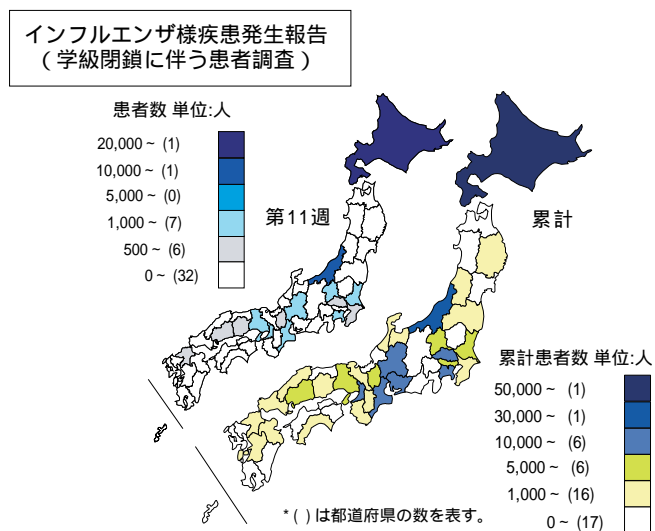 インフルエンザ様疾患発生報告
（学級閉鎖に伴う患者調査）
患者数 単位:人
20,000～ (1)
10,000～ (1)
5,000～ (0)
1,000～ (7)
500～ (6)
0～ (32)
第11週
累計
累計患者数 単位:人
50,000～ (1)
30,000～ (1)
10,000～ (6)
5,000～ (6)
1,000～ (16)
0～ (17)
*( )は都道府県の数を表す。